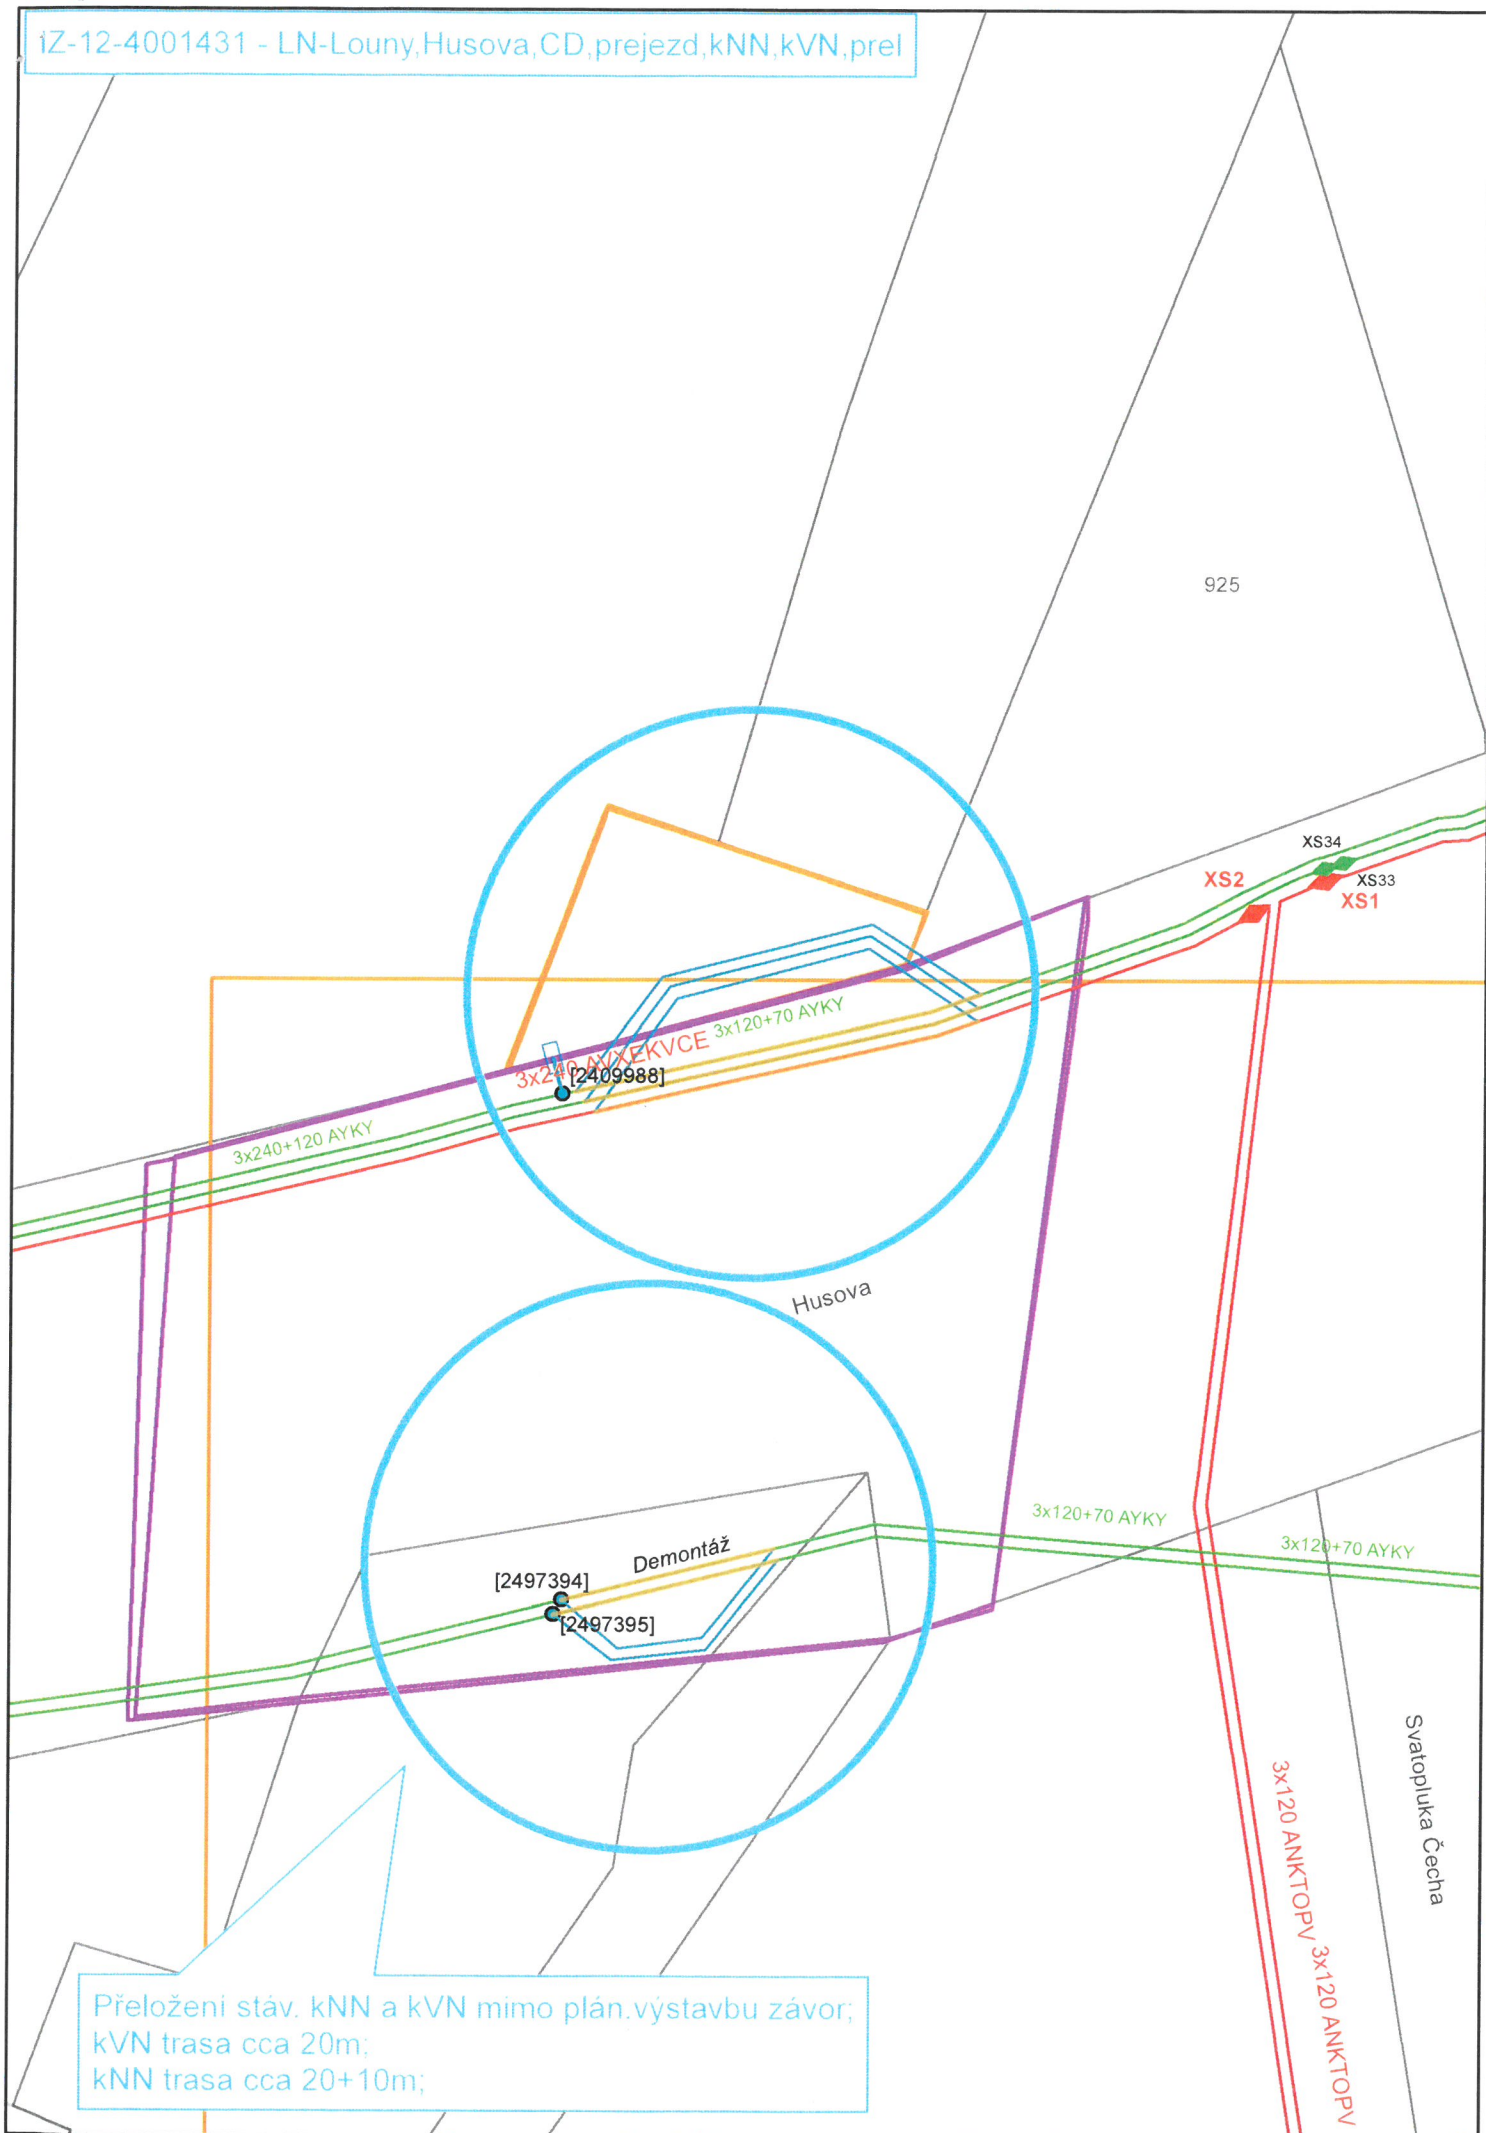 IZ-12-4001431 - LN-Louny,Husova,CD,prejezd,kNN,kVN,prel
925
XS34
XS33
XS2
XS1
3x120+70 AYKY
3x240 AVXEKVCE
[2409988]
3x240+120 AYKY
Husova
3x120+70 AYKY
3x120+70 AYKY
Demontáž
[2497394]
[2497395]
Svatopluka Čecha
3x120 ANKTOPV
3x120 ANKTOPV
Přeložení stáv. kNN a kVN mimo plán.výstavbu závor;
kVN trasa cca 20m;
kNN trasa cca 20+10m;